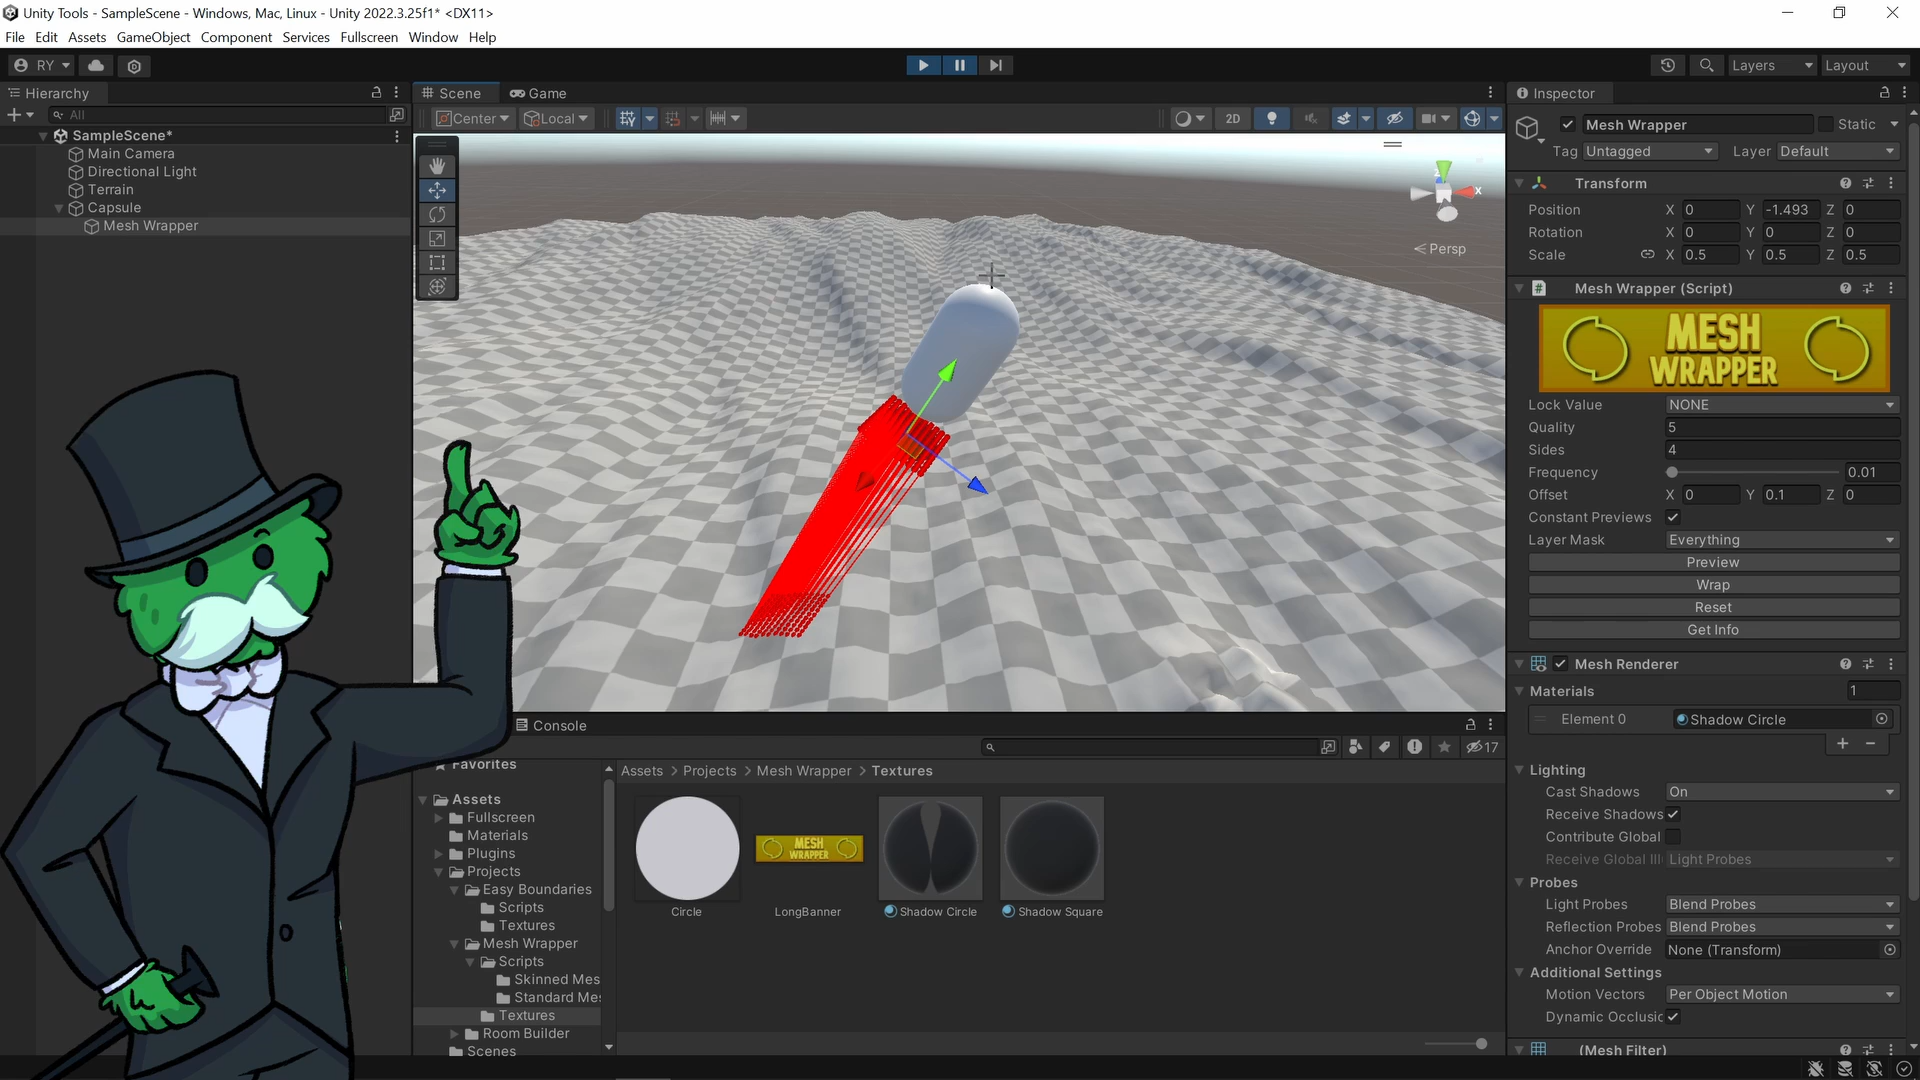 Unity Tools - SampleScene - Windows, Mac, Linux - Unity 2022.3.25f1* <DX11>
File Edit Assets GameObject Component Services Fullscreen Window Help
RY
Layers Layout
Hierarchy
All
SampleScene*
Main Camera
Directional Light
Terrain
Capsule
Mesh Wrapper
Scene Game
Center Local 2D
x
< Persp
Inspector
Mesh Wrapper Static
Tag Untagged Layer Default
Transform
Position X 0 Y -1.493 Z 0
Rotation X 0 Y 0 Z 0
Scale X 0.5 Y 0.5 Z 0.5
Mesh Wrapper (Script)
MESH
WRAPPER
Lock Value NONE
Quality 5
Sides 4
Frequency 0.01
Offset X 0 Y 0.1 Z 0
Constant Previews
Layer Mask Everything
Preview
Wrap
Reset
Get Info
Mesh Renderer
Materials 1
Element 0 Shadow Circle
Lighting
Cast Shadows On
Receive Shadows
Contribute Global
Receive Global Ill Light Probes
Probes
Light Probes Blend Probes
Reflection Probes Blend Probes
Anchor Override None (Transform)
Additional Settings
Motion Vectors Per Object Motion
Dynamic Occlusic
(Mesh Filter)
Console
17
Favorites
Assets
Fullscreen
Materials
Plugins
Projects
Easy Boundaries
Scripts
Textures
Mesh Wrapper
Scripts
Skinned Mes
Standard Me
Textures
Room Builder
Scenes
Assets > Projects > Mesh Wrapper > Textures
MESH
WRAPPER
Circle LongBanner Shadow Circle Shadow Square